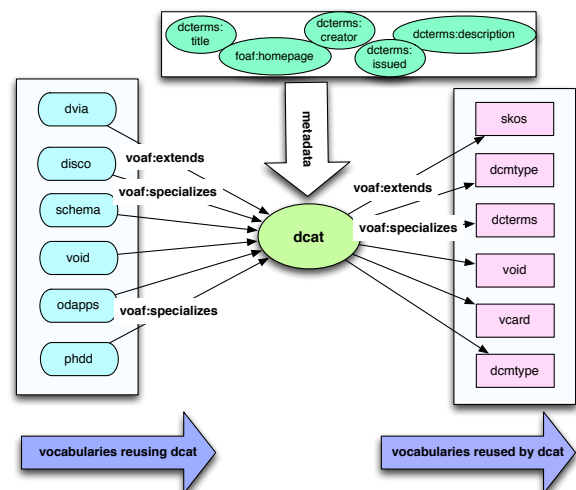 dcterms:
title
foaf:homepage
dcterms:
creator
dcterms:
issued
dcterms:description
metadata
dvia
disco
schema
void
odapps
phdd
voaf:extends
voaf:specializes
voaf:specializes
dcat
voaf:extends
voaf:specializes
skos
dcmtype
dcterms
void
vcard
dcmtype
vocabularies reusing dcat
vocabularies reused by dcat